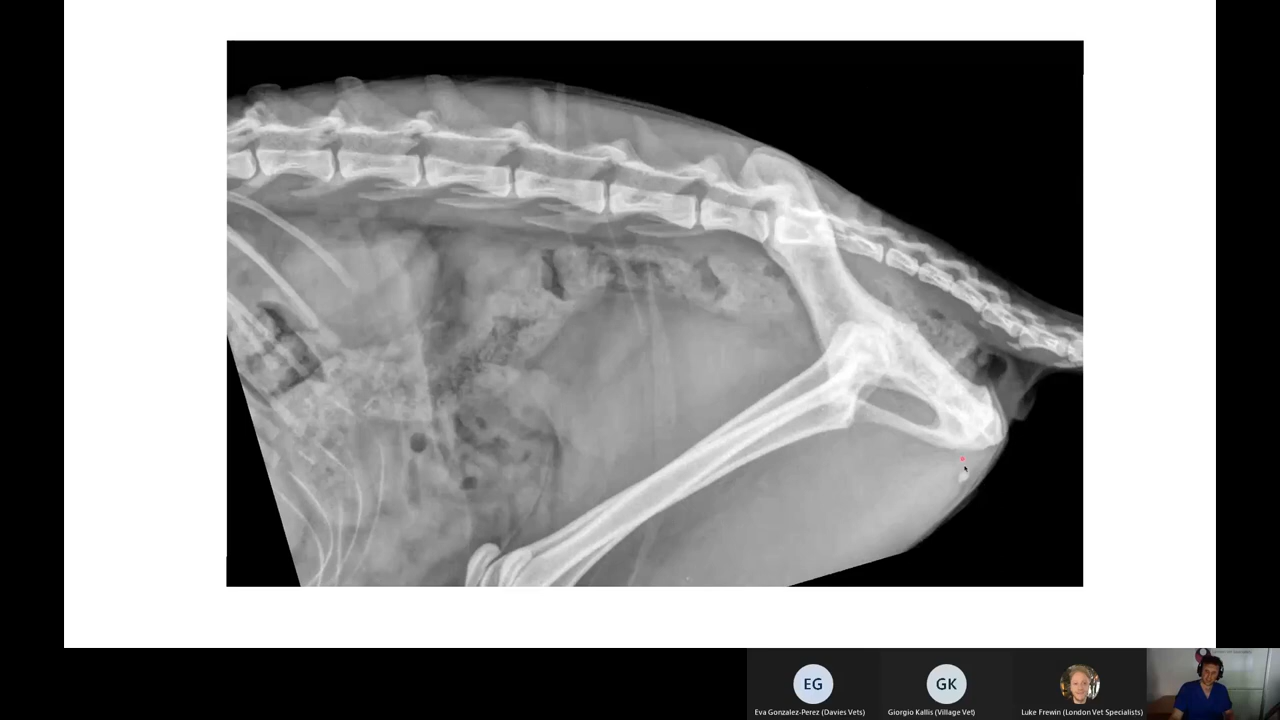 EG
GK
Eva Gonzalez-Perez (Davies Vets)
Giorgio Kallis (Village Vet)
Luke Frewin (London Vet Specialists)